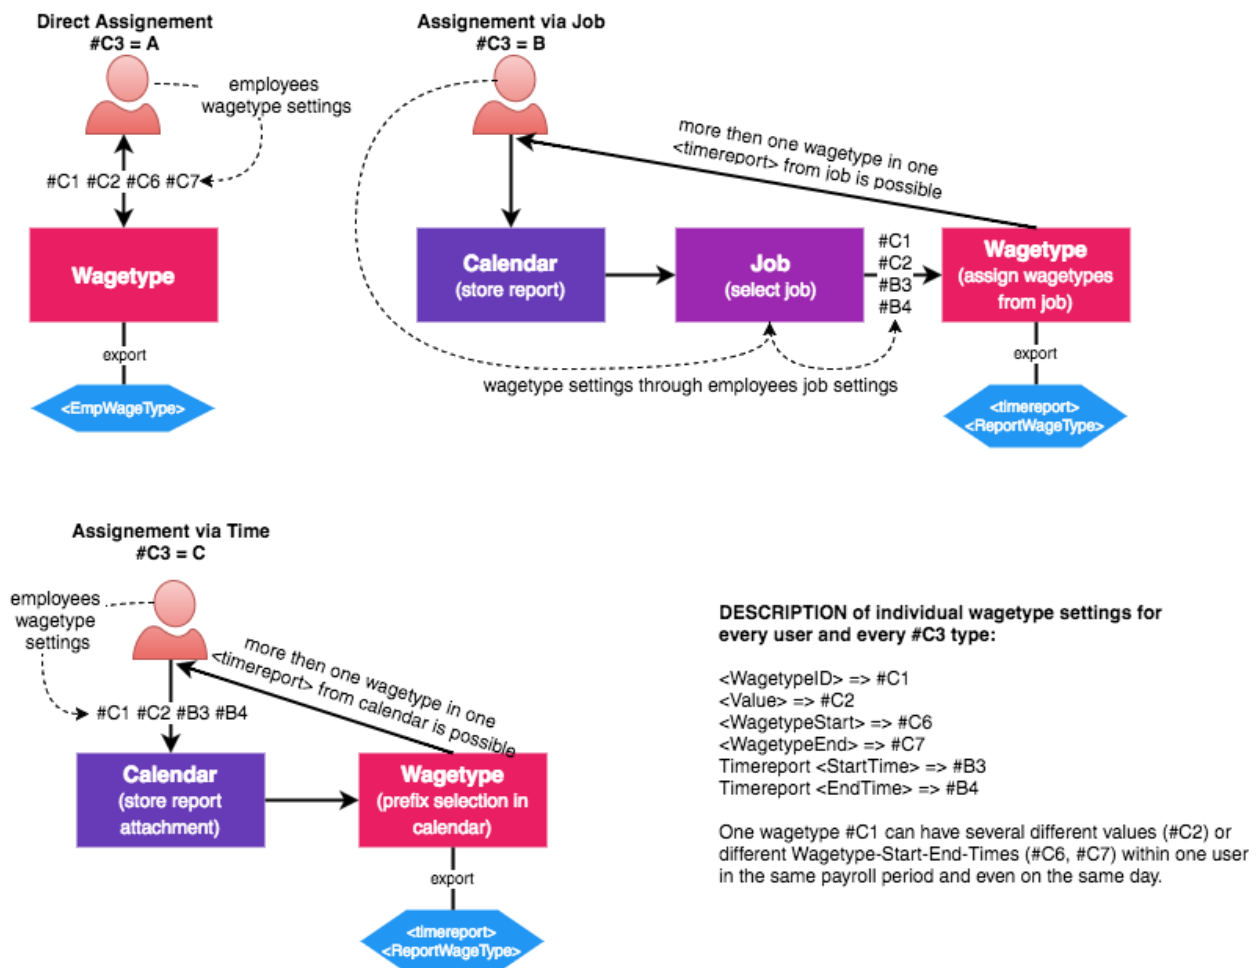 Direct Assignement
#C3 = A
employees
wagetype settings
#C1 #C2 #C6 #C7
Wagetype
export
<EmpWageType>
Assignement via Job
#C3 = B
more then one wagetype in one
<timereport> from job is possible
Calendar
(store report)
Job
(select job)
#C1
#C2
#B3
#B4
Wagetype
(assign wagetypes
from job)
wagetype settings through employees job settings
export
<timereport>
<ReportWageType>
Assignement via Time
#C3 = C
employees
wagetype
settings
more then one wagetype in one
<timereport> from calendar is possible
#C1 #C2 #B3 #B4
Calendar
(store report
attachment)
Wagetype
(prefix selection in
calendar)
export
<timereport>
<ReportWageType>
DESCRIPTION of individual wagetype settings for
every user and every #C3 type:
<WagetypeID> => #C1
<Value> => #C2
<WagetypeStart> => #C6
<WagetypeEnd> => #C7
Timereport <StartTime> => #B3
Timereport <EndTime> => #B4
One wagetype #C1 can have several different values (#C2) or
different Wagetype-Start-End-Times (#C6, #C7) within one user
in the same payroll period and even on the same day.